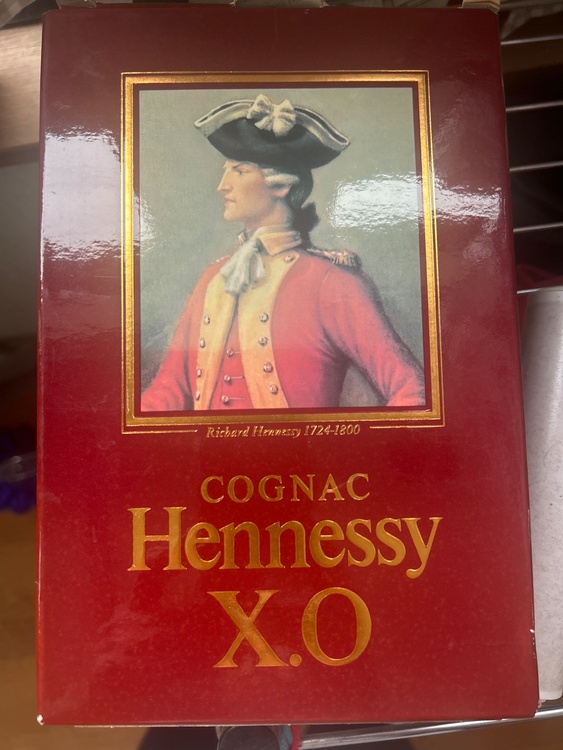 Richard Hennessy 1724-1800
COGNAC
Hennessy
X.O